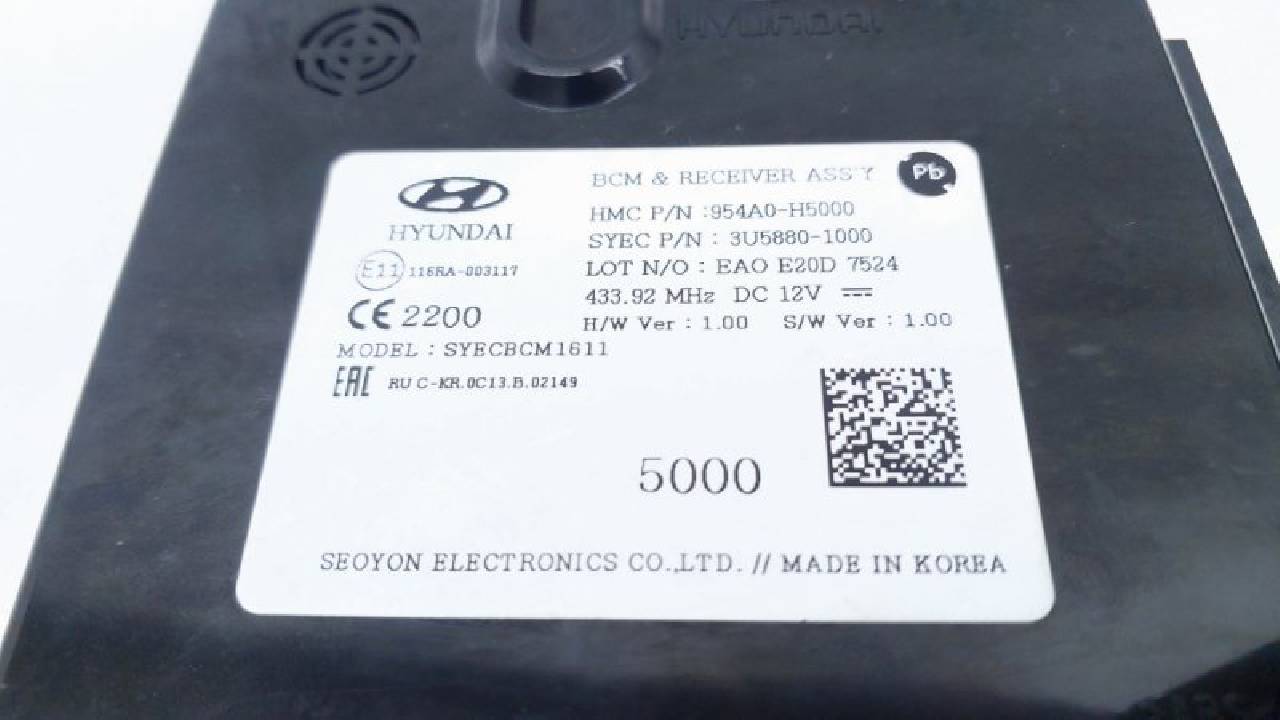 HYUNDAI
BCM & RECEIVER ASS'Y
Pb
HMC P/N :954A0-H5000
HYUNDAI
SYEC P/N : 3U5880-1000
E11 116RA-003117
LOT N/O : EAO E20D 7524
433.92 MHz DC 12V
CE 2200
H/W Ver : 1.00 S/W Ver : 1.00
MODEL : SYECBCM1611
EAC RU C-KR.0C13.B.02149
5000
SEOYON ELECTRONICS CO.,LTD. // MADE IN KOREA